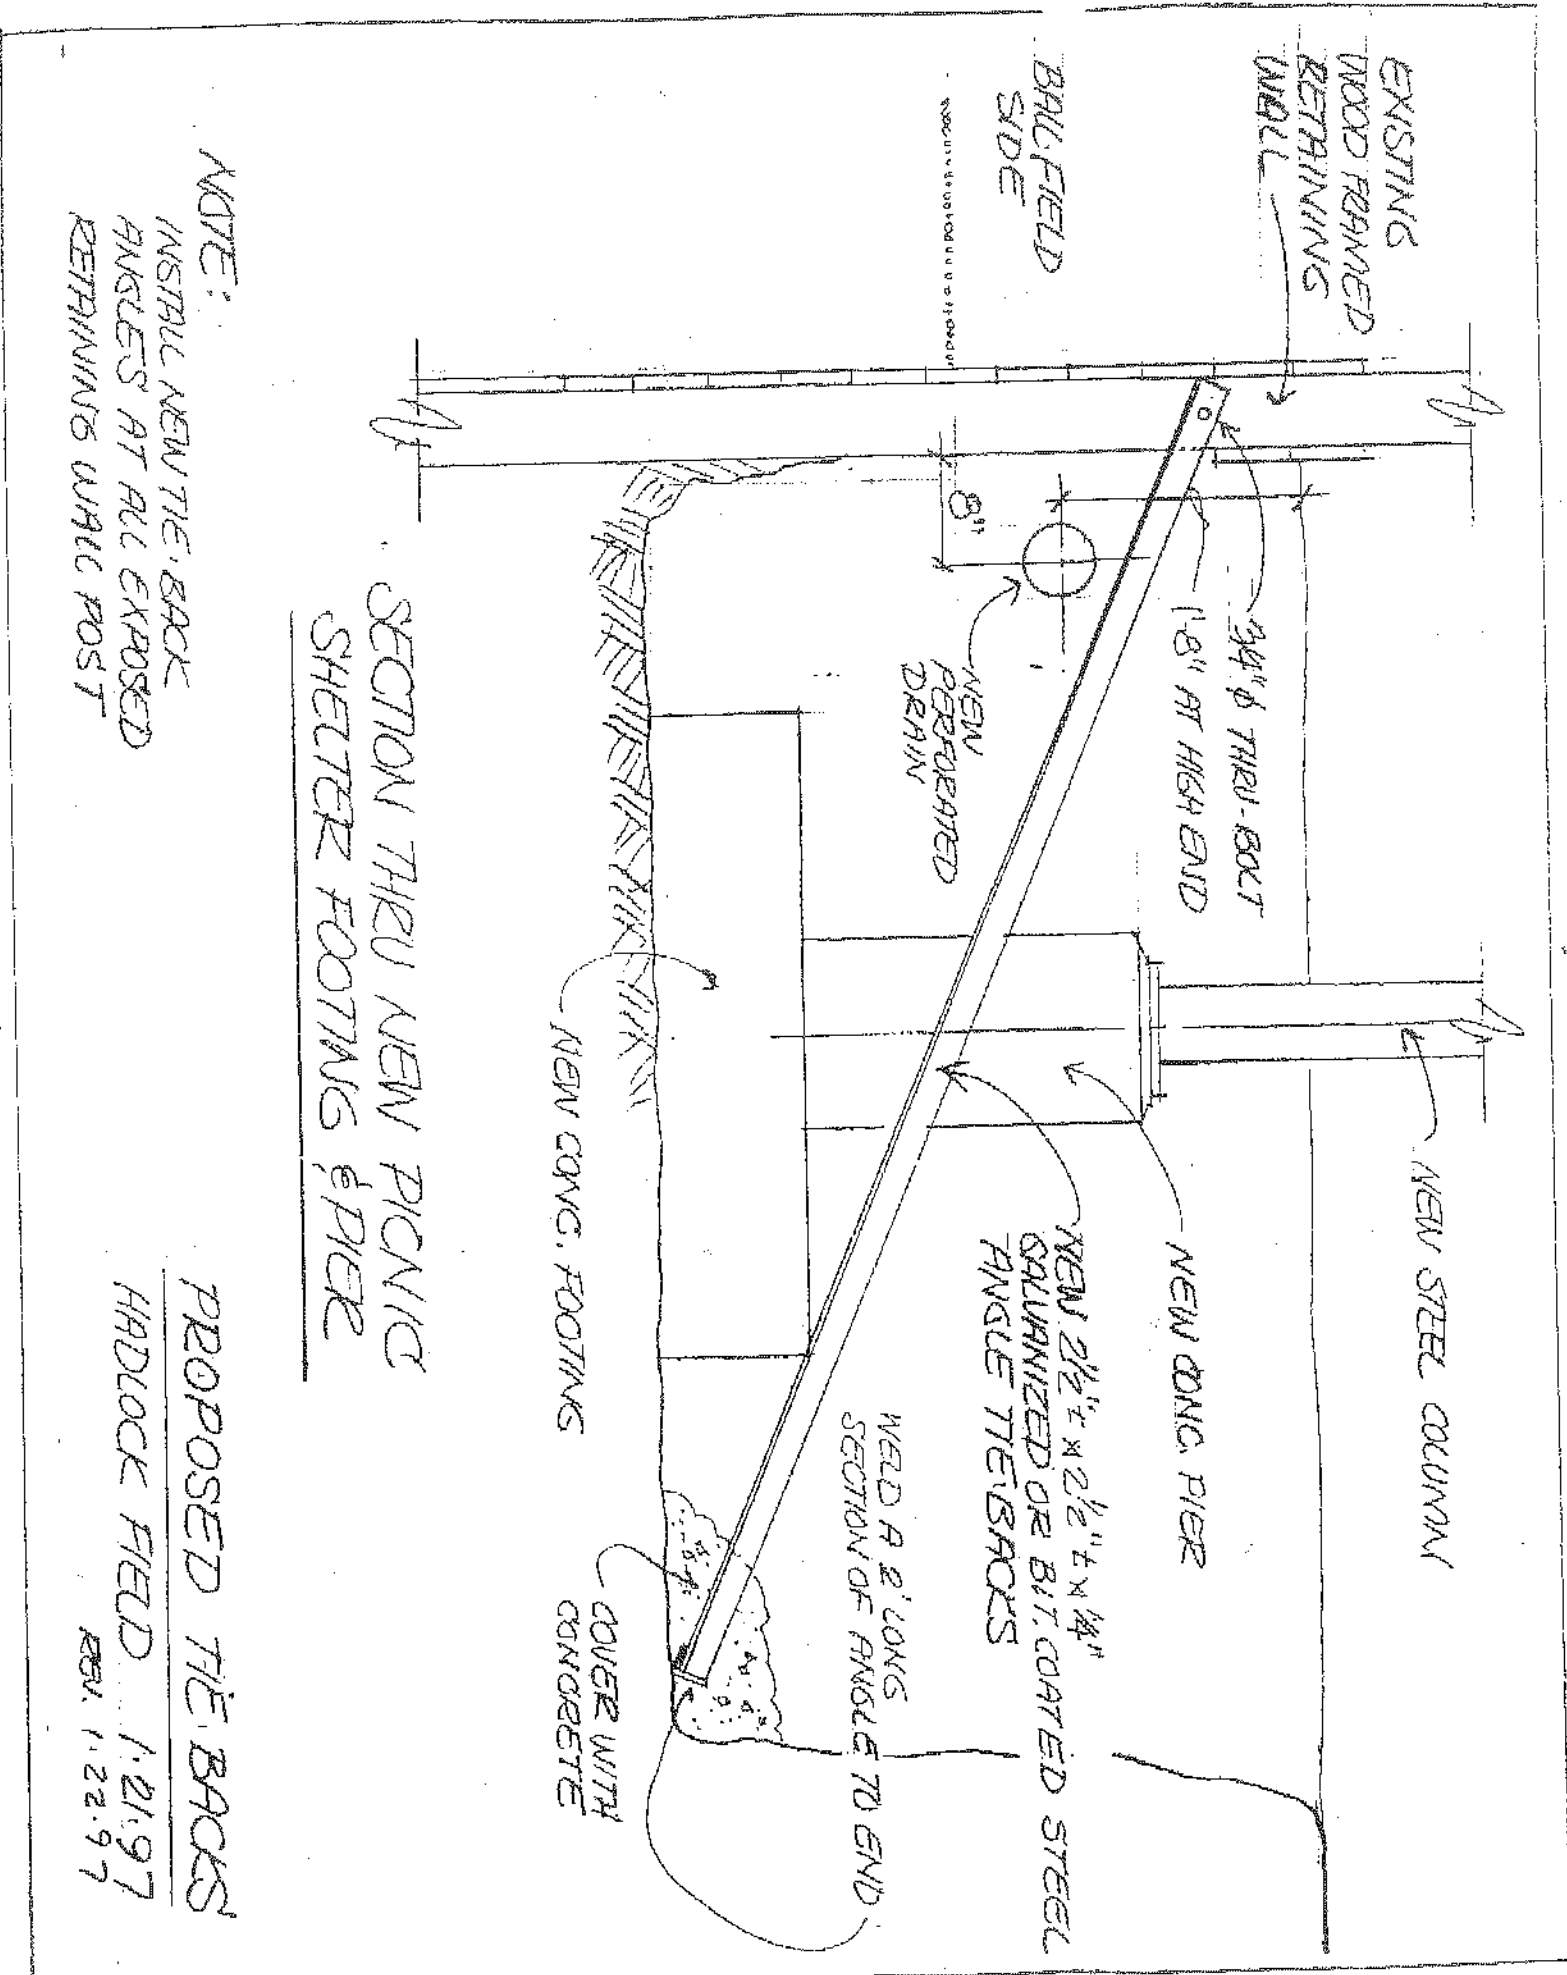 EXISTING
WOOD FRAMED
RETAINING
WALL
BALLFIELD
SIDE
3/4"ϕ THRU-BOLT
1'-8" AT HIGH END
8"
NEW
PERFORATED
DRAIN
NEW STEEL COLUMN
NEW CONC. PIER
NEW 2½" x 2½" x ¼"
GALVANIZED OR BIT. COATED STEEL
ANGLE TIE-BACKS
WELD A 2' LONG
SECTION OF ANGLE TO END
COVER WITH
CONCRETE
NEW CONC. FOOTING
SECTION THRU NEW PICNIC
SHELTER FOOTING & PIER
NOTE:
INSTALL NEW TIE-BACK
ANGLES AT ALL EXPOSED
RETAINING WALL POST
PROPOSED TIE-BACKS
HADLOCK FIELD 1-21-97
REV. 1-22-97